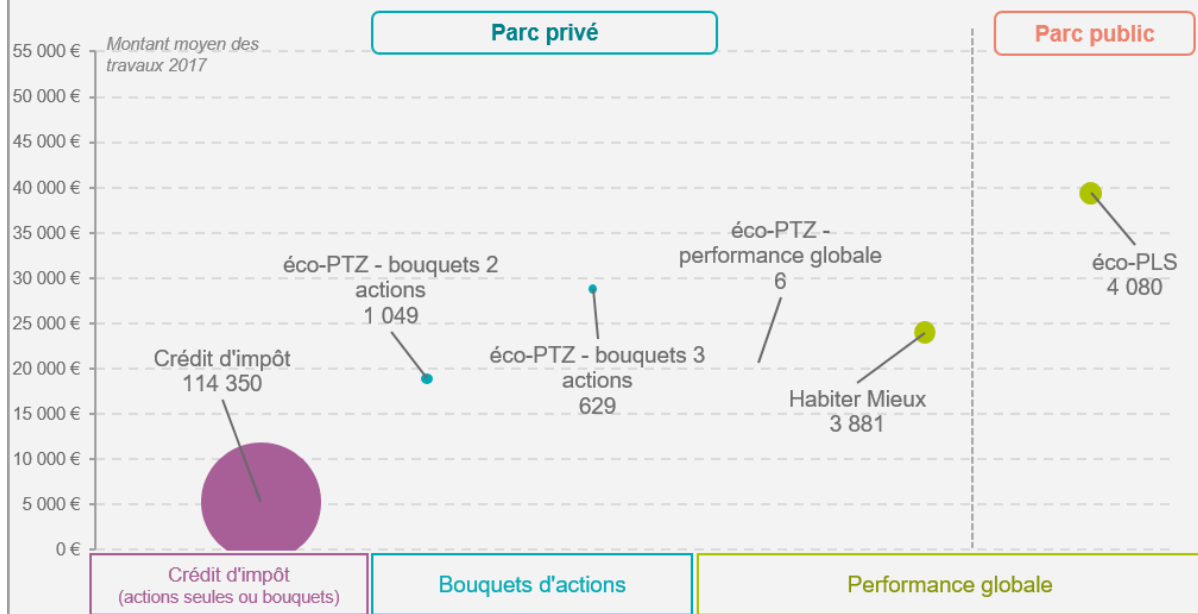 Parc privé
Parc public
Montant moyen des
travaux 2017
55 000 €
50 000 €
45 000 €
40 000 €
35 000 €
30 000 €
25 000 €
20 000 €
15 000 €
10 000 €
5 000 €
0 €
Crédit d'impôt
114 350
éco-PTZ - bouquets 2
actions
1 049
éco-PTZ - bouquets 3
actions
629
éco-PTZ -
performance globale
6
Habiter Mieux
3 881
éco-PLS
4 080
Crédit d'impôt
(actions seules ou bouquets)
Bouquets d'actions
Performance globale